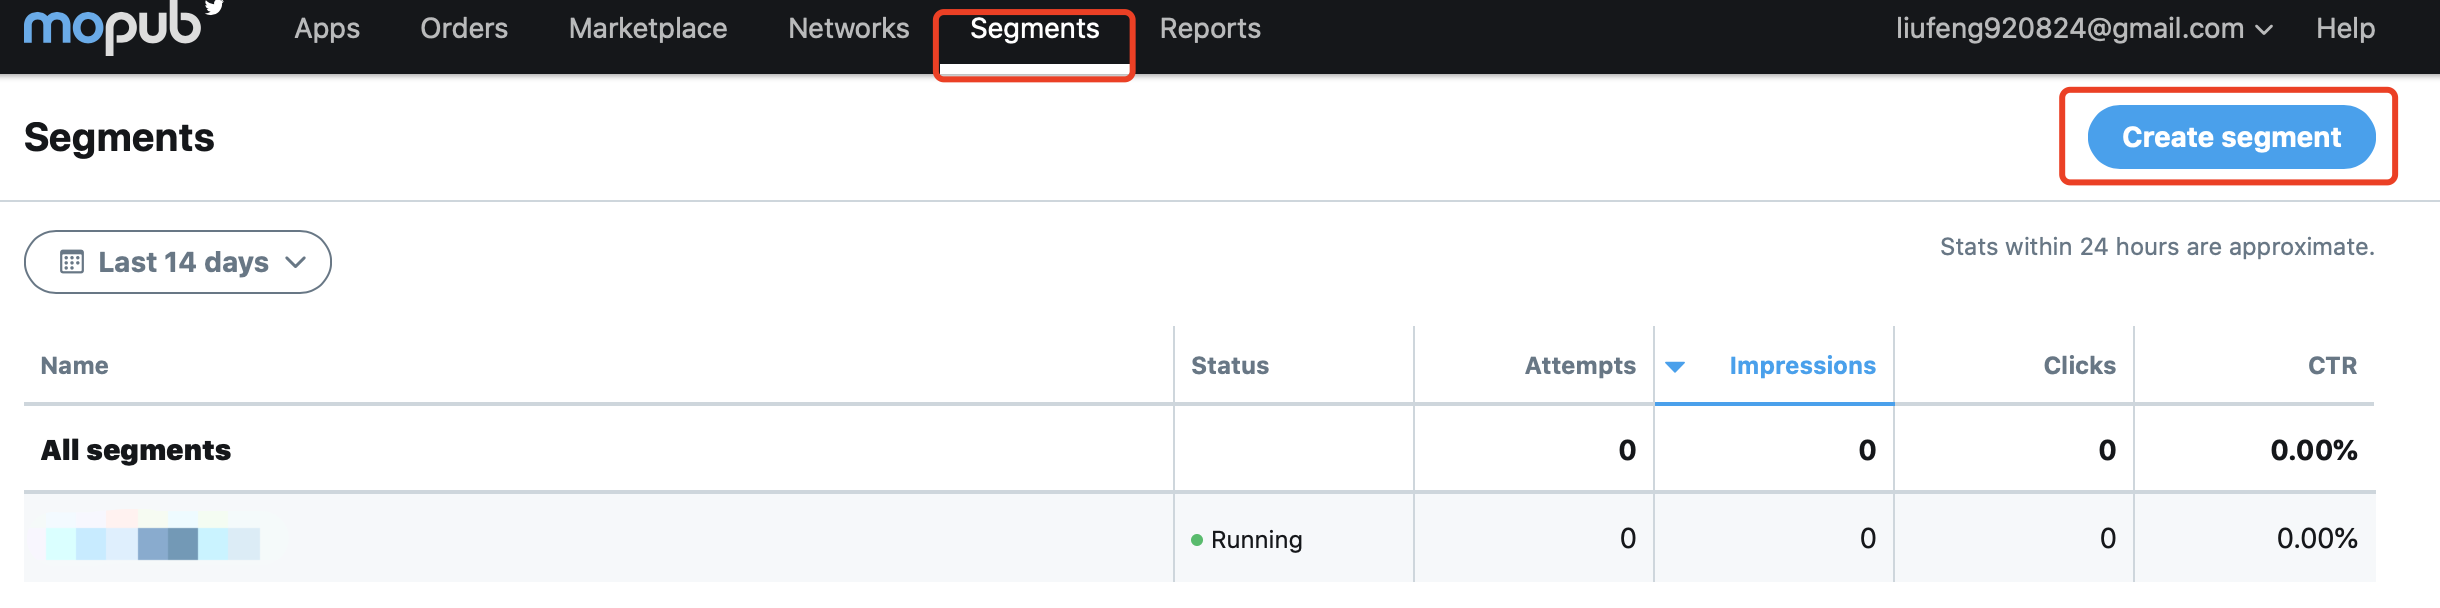 mopub Apps Orders Marketplace Networks Segments Reports liufeng920824@gmail.com Help
Segments Create segment
Last 14 days Stats within 24 hours are approximate.
Name Status Attempts Impressions Clicks CTR
All segments 0 0 0 0.00%
Running 0 0 0 0.00%